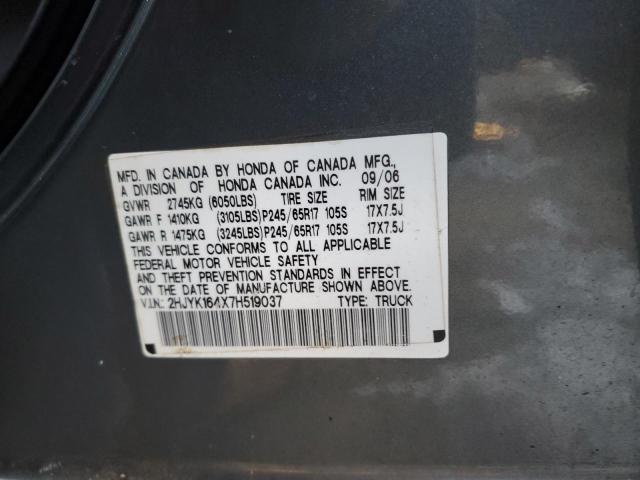 MFD. IN CANADA BY HONDA OF CANADA MFG.,
A DIVISION OF HONDA CANADA INC. 09/06
GVWR 2745KG (6050LBS) TIRE SIZE RIM SIZE
GAWR F 1410KG (3105LBS)P245/65R17 105S 17X7.5J
GAWR R 1475KG (3245LBS)P245/65R17 105S 17X7.5J
THIS VEHICLE CONFORMS TO ALL APPLICABLE
FEDERAL MOTOR VEHICLE SAFETY
AND THEFT PREVENTION STANDARDS IN EFFECT
ON THE DATE OF MANUFACTURE SHOWN ABOVE.
V.I.N.: 2HJYK164X7H519037 TYPE: TRUCK